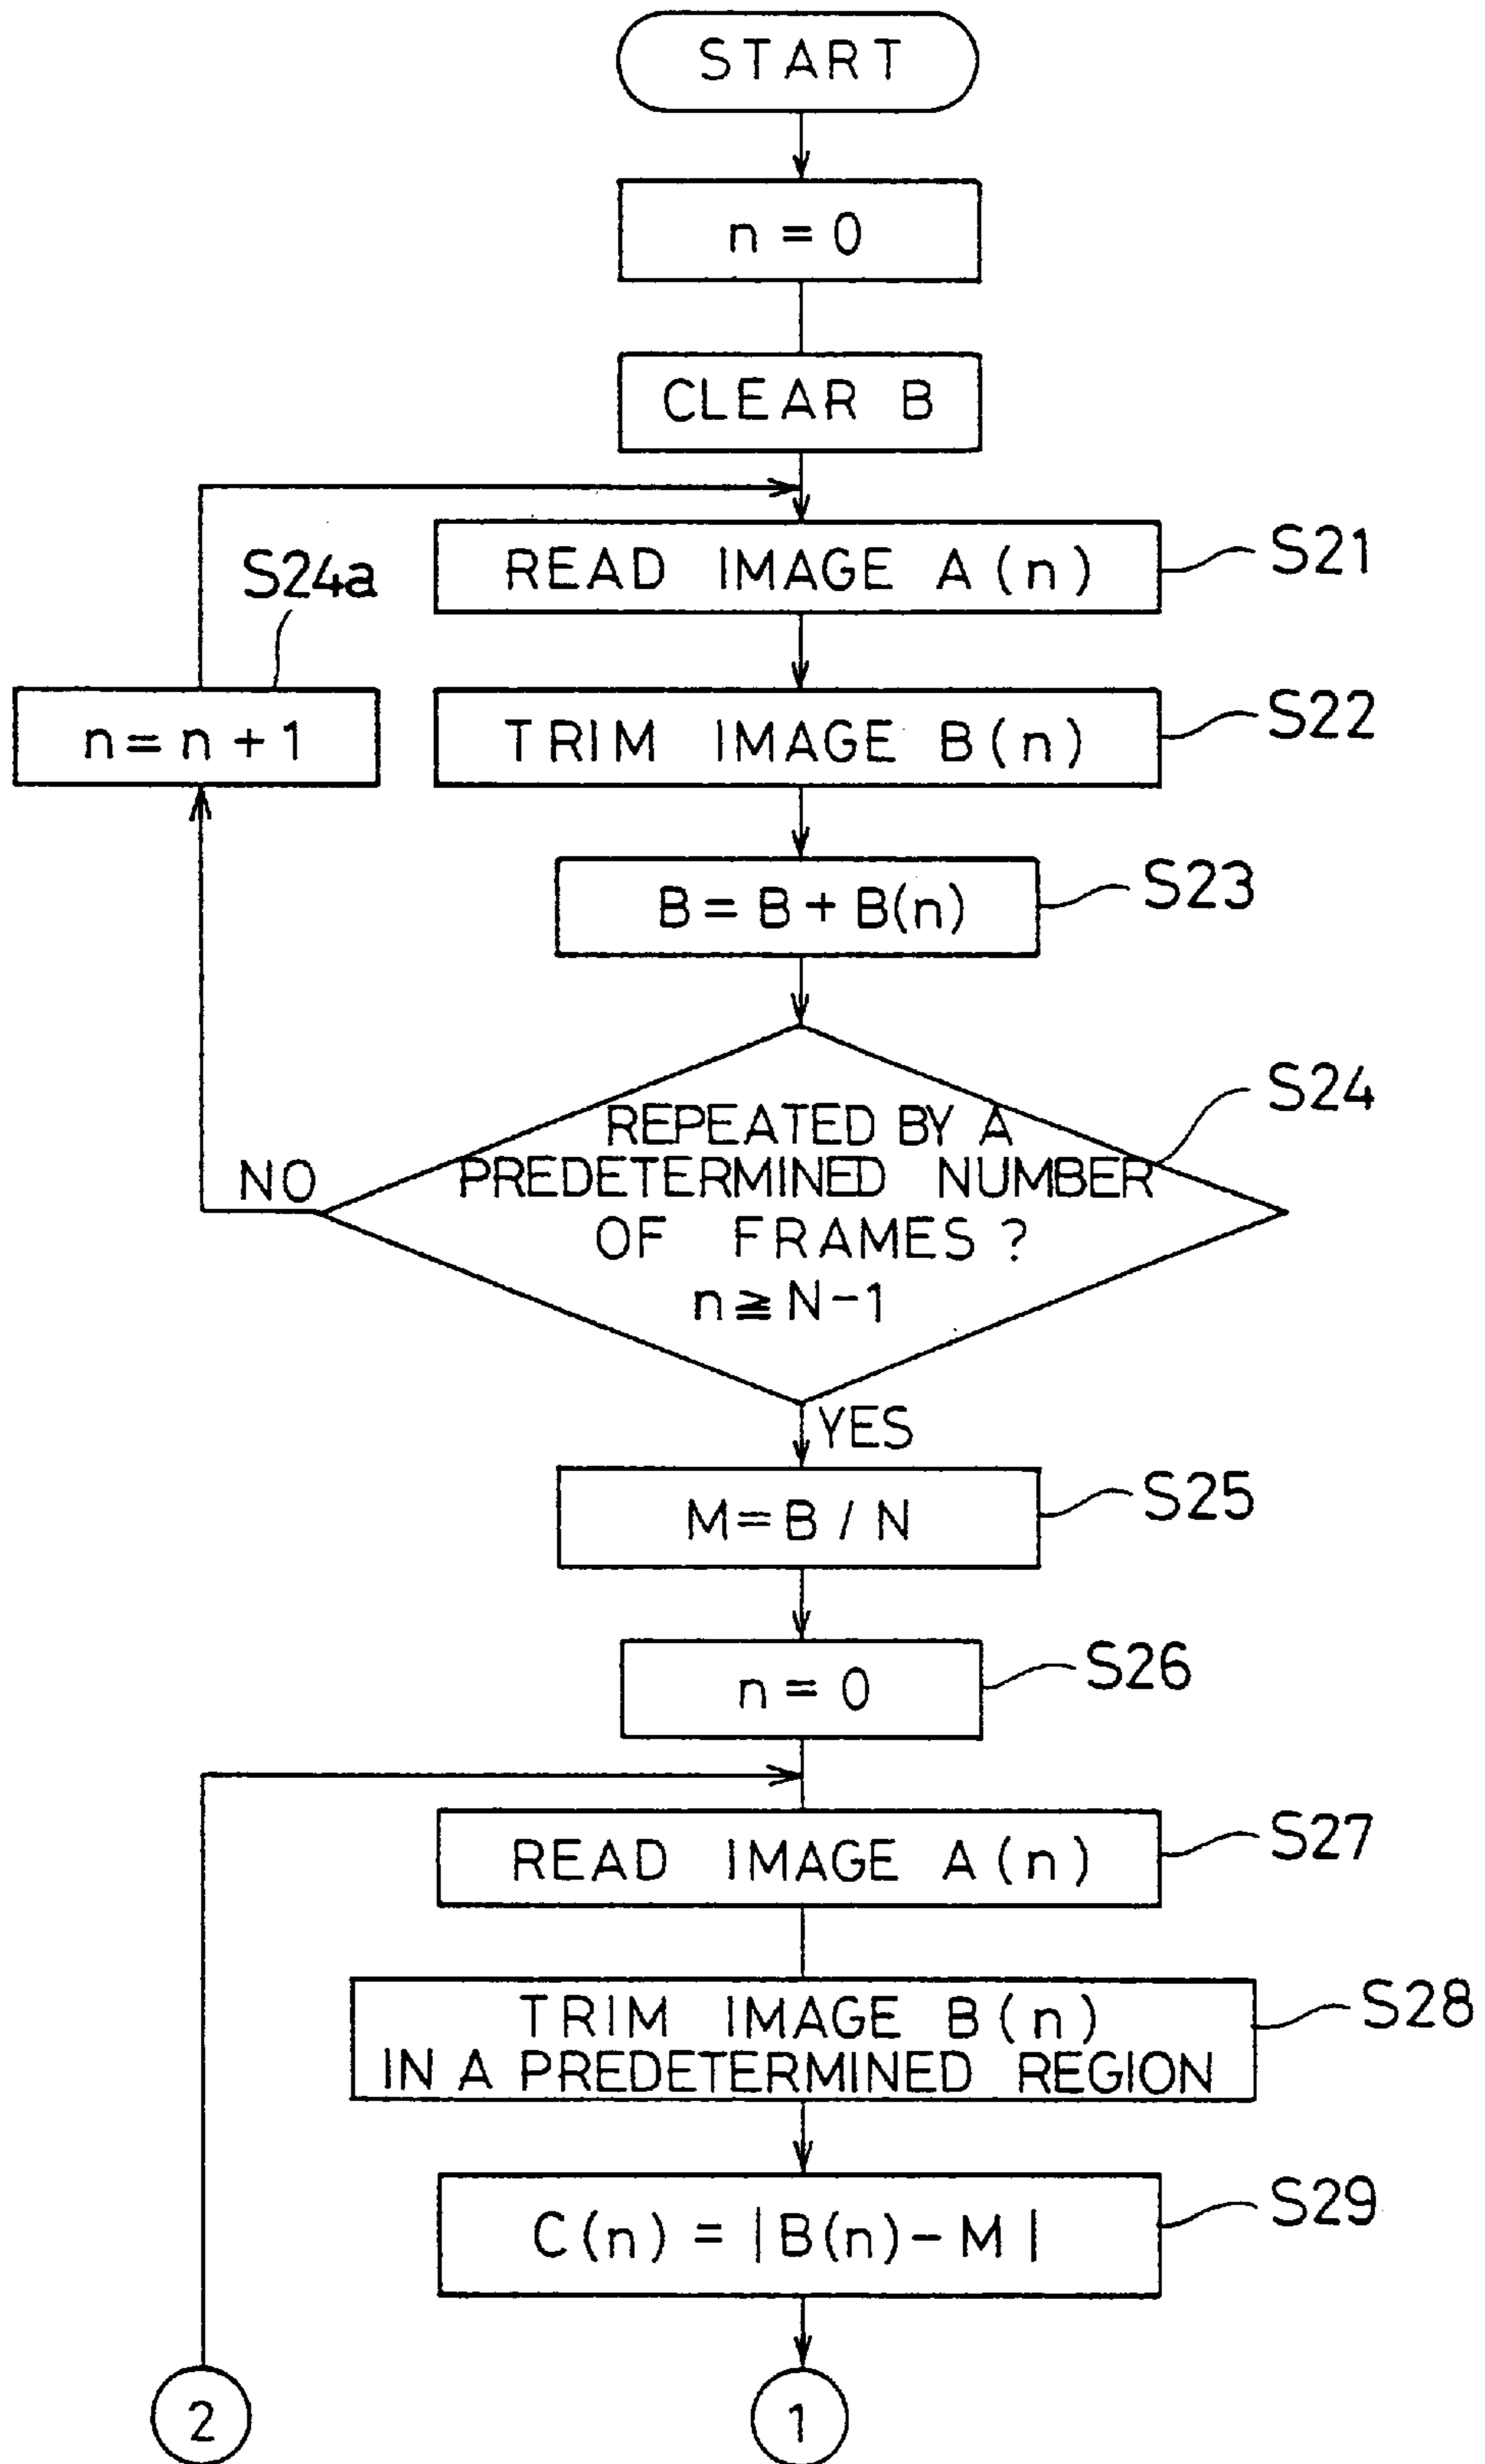 START
n = 0
CLEAR B
READ IMAGE A(n)
S21
S24a
n = n + 1
TRIM IMAGE B(n)
S22
B = B + B(n)
S23
REPEATED BY A
PREDETERMINED NUMBER
OF FRAMES ?
n ≧ N-1
S24
NO
YES
M = B / N
S25
n = 0
S26
READ IMAGE A(n)
S27
TRIM IMAGE B(n)
IN A PREDETERMINED REGION
S28
C(n) = |B(n) - M|
S29
2
1